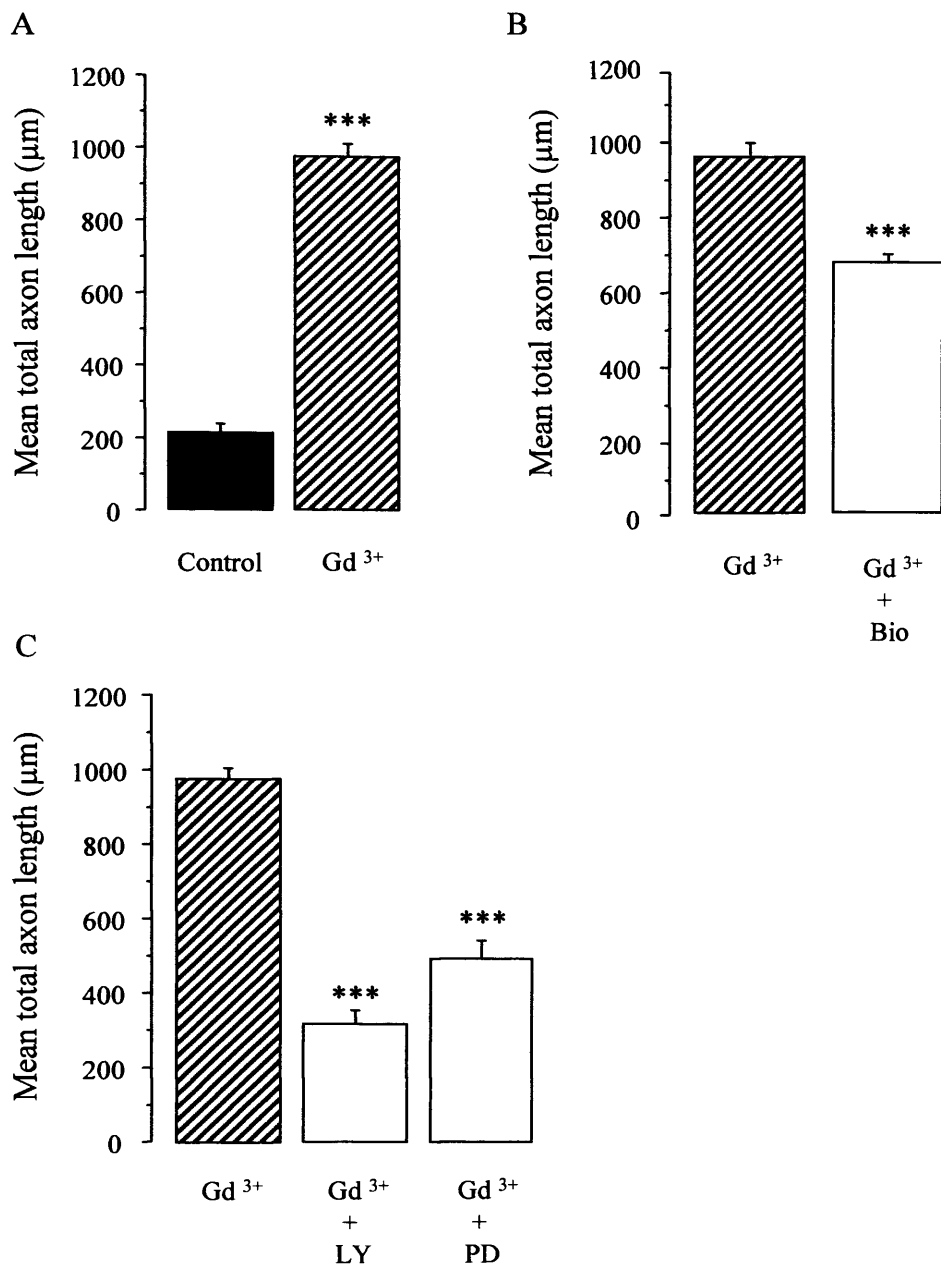 A
Mean total axon length (µm)
1200
1000
800
600
400
200
0
***
Control
Gd 3+
B
Mean total axon length (µm)
1200
1000
800
600
400
200
0
***
Gd 3+
Gd 3+
+
Bio
C
Mean total axon length (µm)
1200
1000
800
600
400
200
0
***
***
Gd 3+
Gd 3+
+
LY
Gd 3+
+
PD